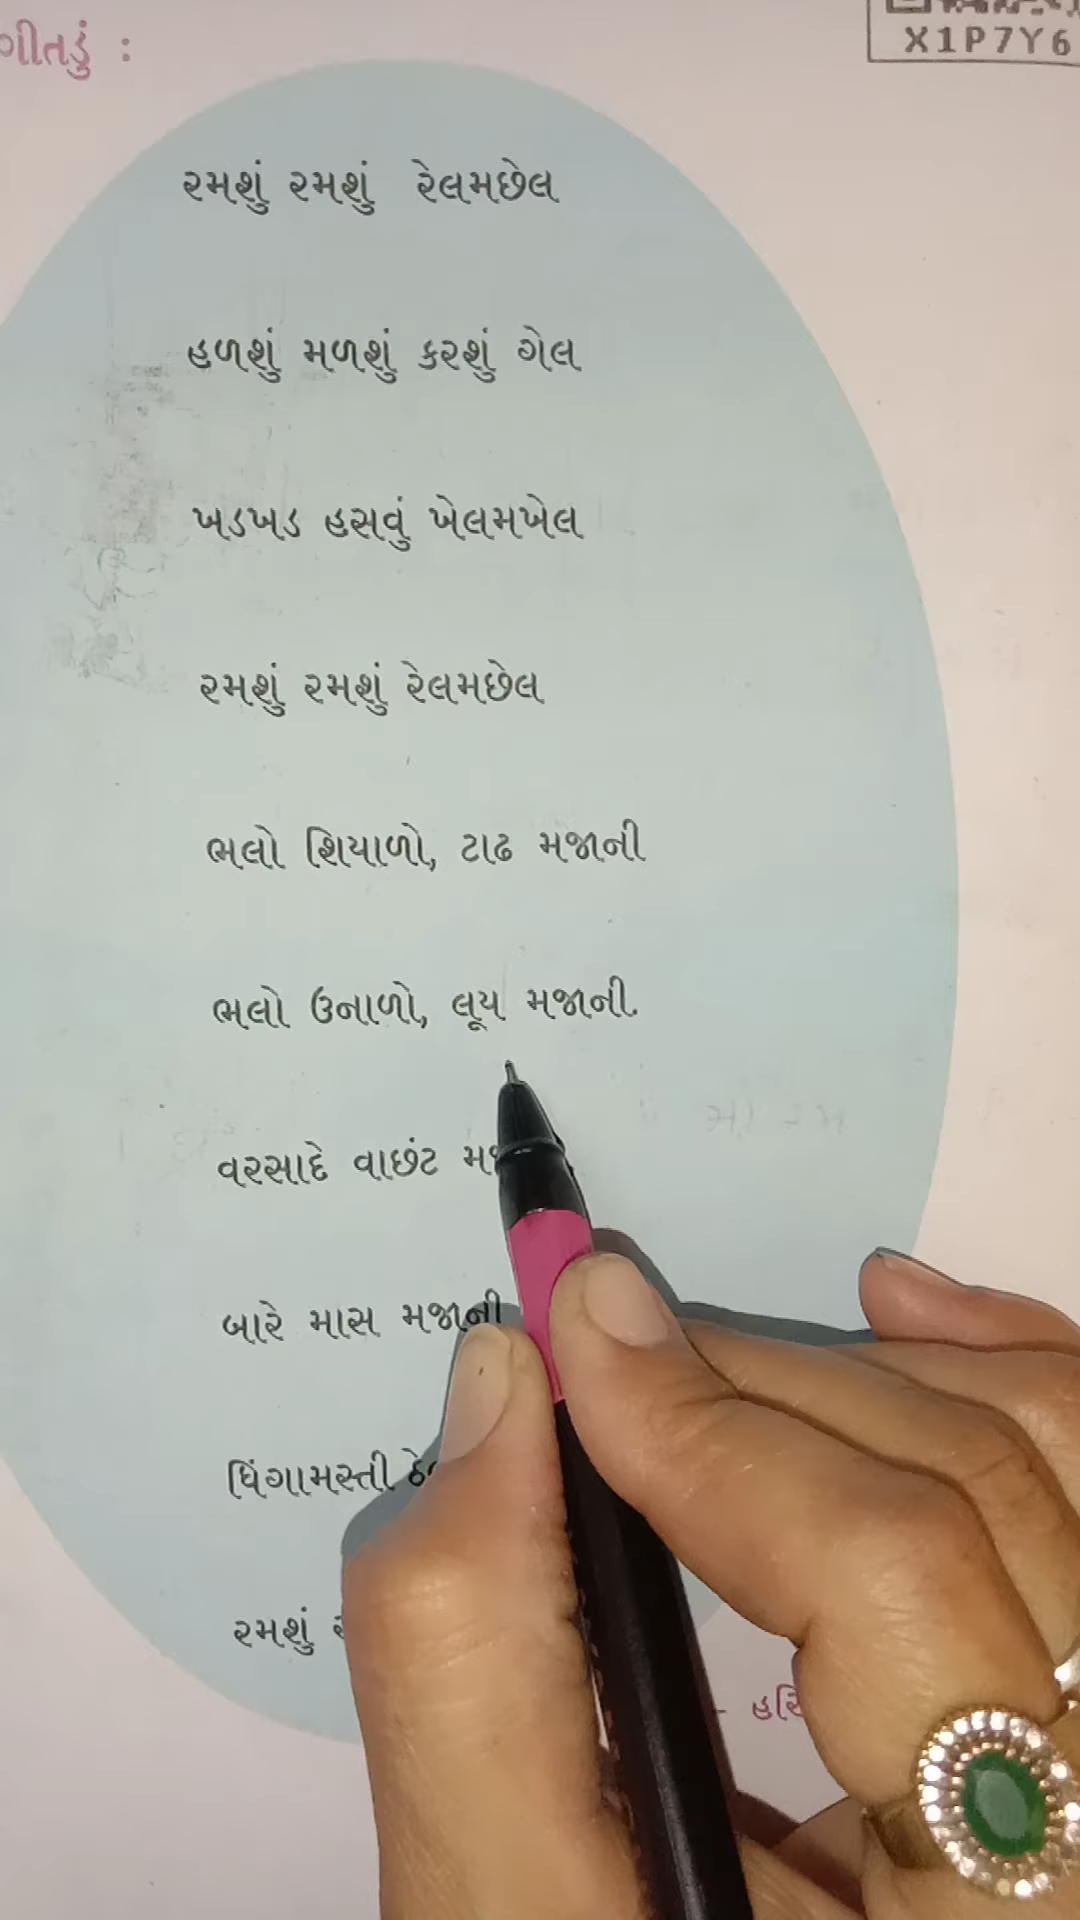 ગીતડું :
X1P7Y6
રમશું રમશું રેલમછેલ
હળશું મળશું કરશું ગેલ
ખડખડ હસવું ખેલમખેલ
રમશું રમશું રેલમછેલ
ભલો શિયાળો, ટાઢ મજાની
ભલો ઉનાળો, લૂય મજાની.
વરસાદે વાછંટ
બારે માસ મજાની
ધિંગામસ્તી
રમશું